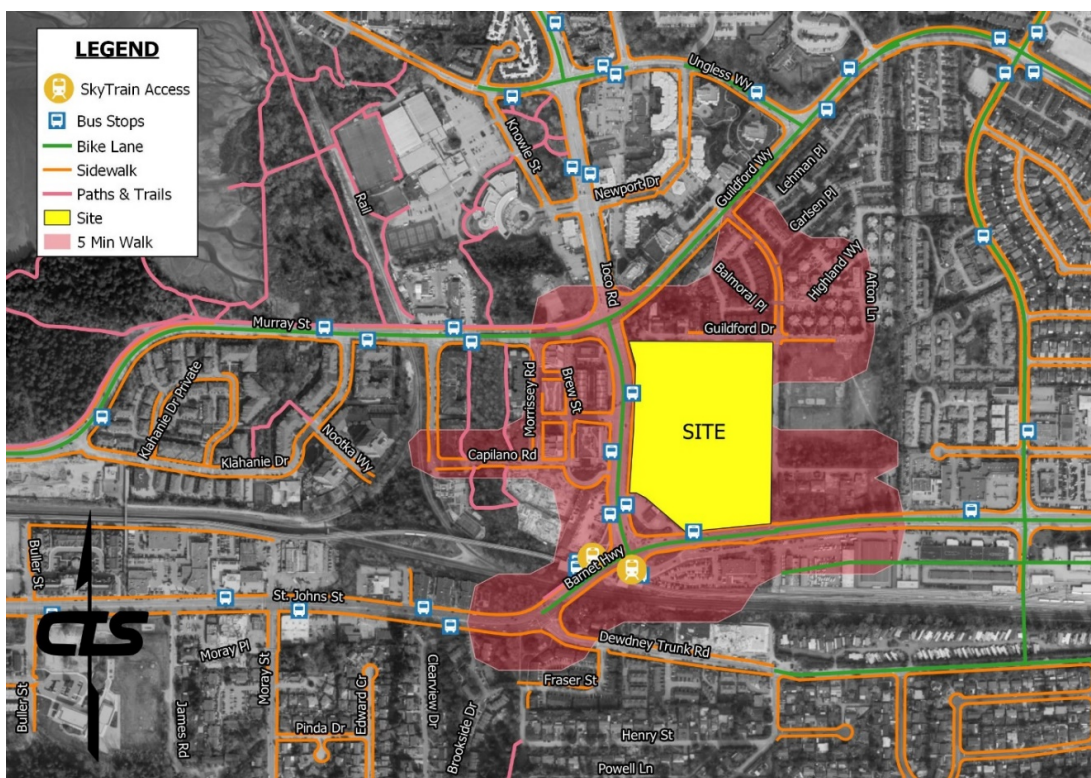 LEGEND
SkyTrain Access
Bus Stops
Bike Lane
Sidewalk
Paths & Trails
Site
5 Min Walk
Ungless Wy
Knowle St
Rail
Newport Dr
Guildford Wy
Lehman Pl
Carlsen Pl
Highland Wy
Afton Ln
Balmoral Pl
Ioco Rd
Guildford Dr
Murray St
Klahanie Dr Private
Morrissey Rd
Brew St
SITE
Nootka Wy
Klahanie Dr
Capilano Rd
Buller St
Barnet Hwy
St. Johns St
CTS
Moray Pl
Moray St
Dewdney Trunk Rd
Buller St
James Rd
Pinda Dr
Edward Cr
Clearview Dr
Brookside Dr
Fraser St
Henry St
Powell Ln